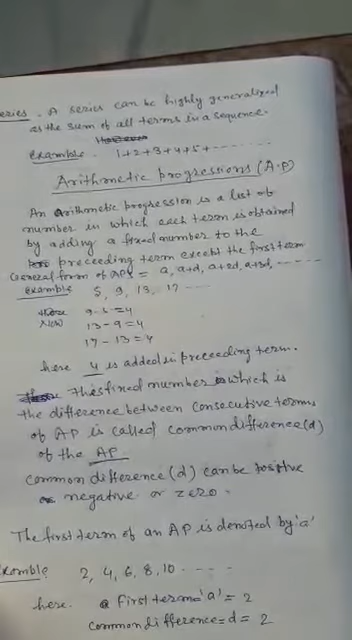 eries. A series can be highly generalized
as the sum of all terms in a sequence.
Example. 1+2+3+4+5+-------
Arithmetic progressions (A.P)
An Arithmetic progression is a list of
number in which each term is obtained
by adding a fixed number to the
preceeding term except the first term
General form of AP = a, a+d, a+2d, a+3d, -----
Example 5, 9, 13, 17 ----
9-5=4
13-9=4
17-13=4
here 4 is added in preceeding term.
this fixed number which is
the difference between consecutive terms
of AP is called common difference (d)
of the AP
common difference (d) can be positive
negative or zero.
The first term of an AP is denoted by 'a'
Example 2, 4, 6, 8, 10 ----
here. first term 'a' = 2
common difference = d = 2